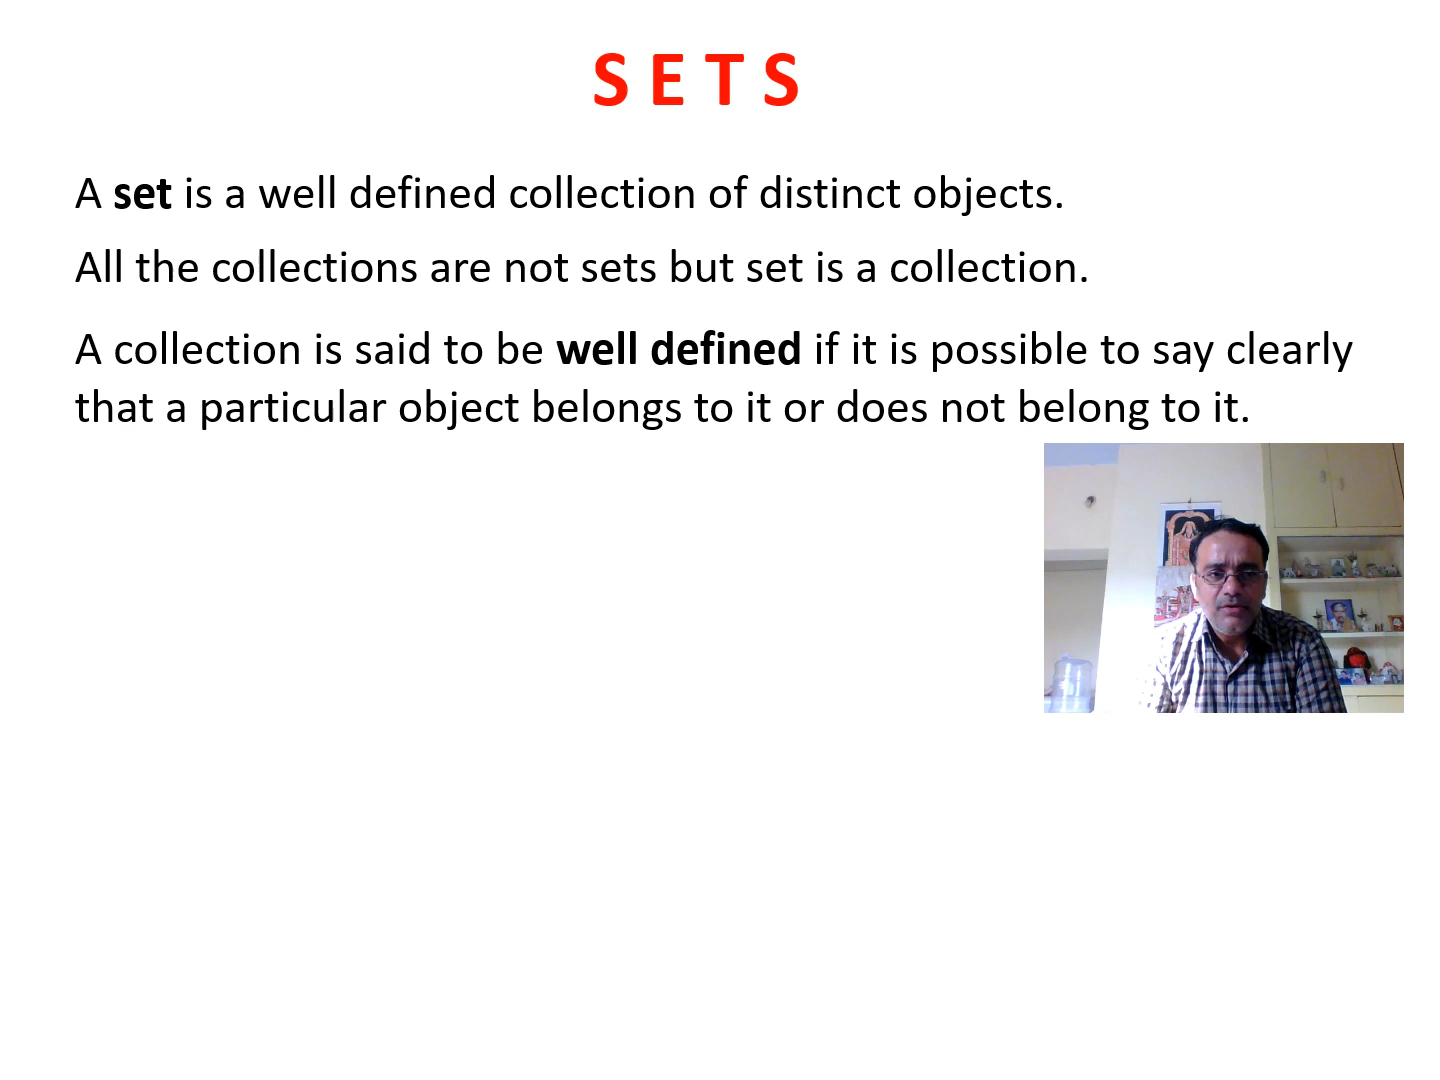 S E T S
A set is a well defined collection of distinct objects.
All the collections are not sets but set is a collection.
A collection is said to be well defined if it is possible to say clearly
that a particular object belongs to it or does not belong to it.